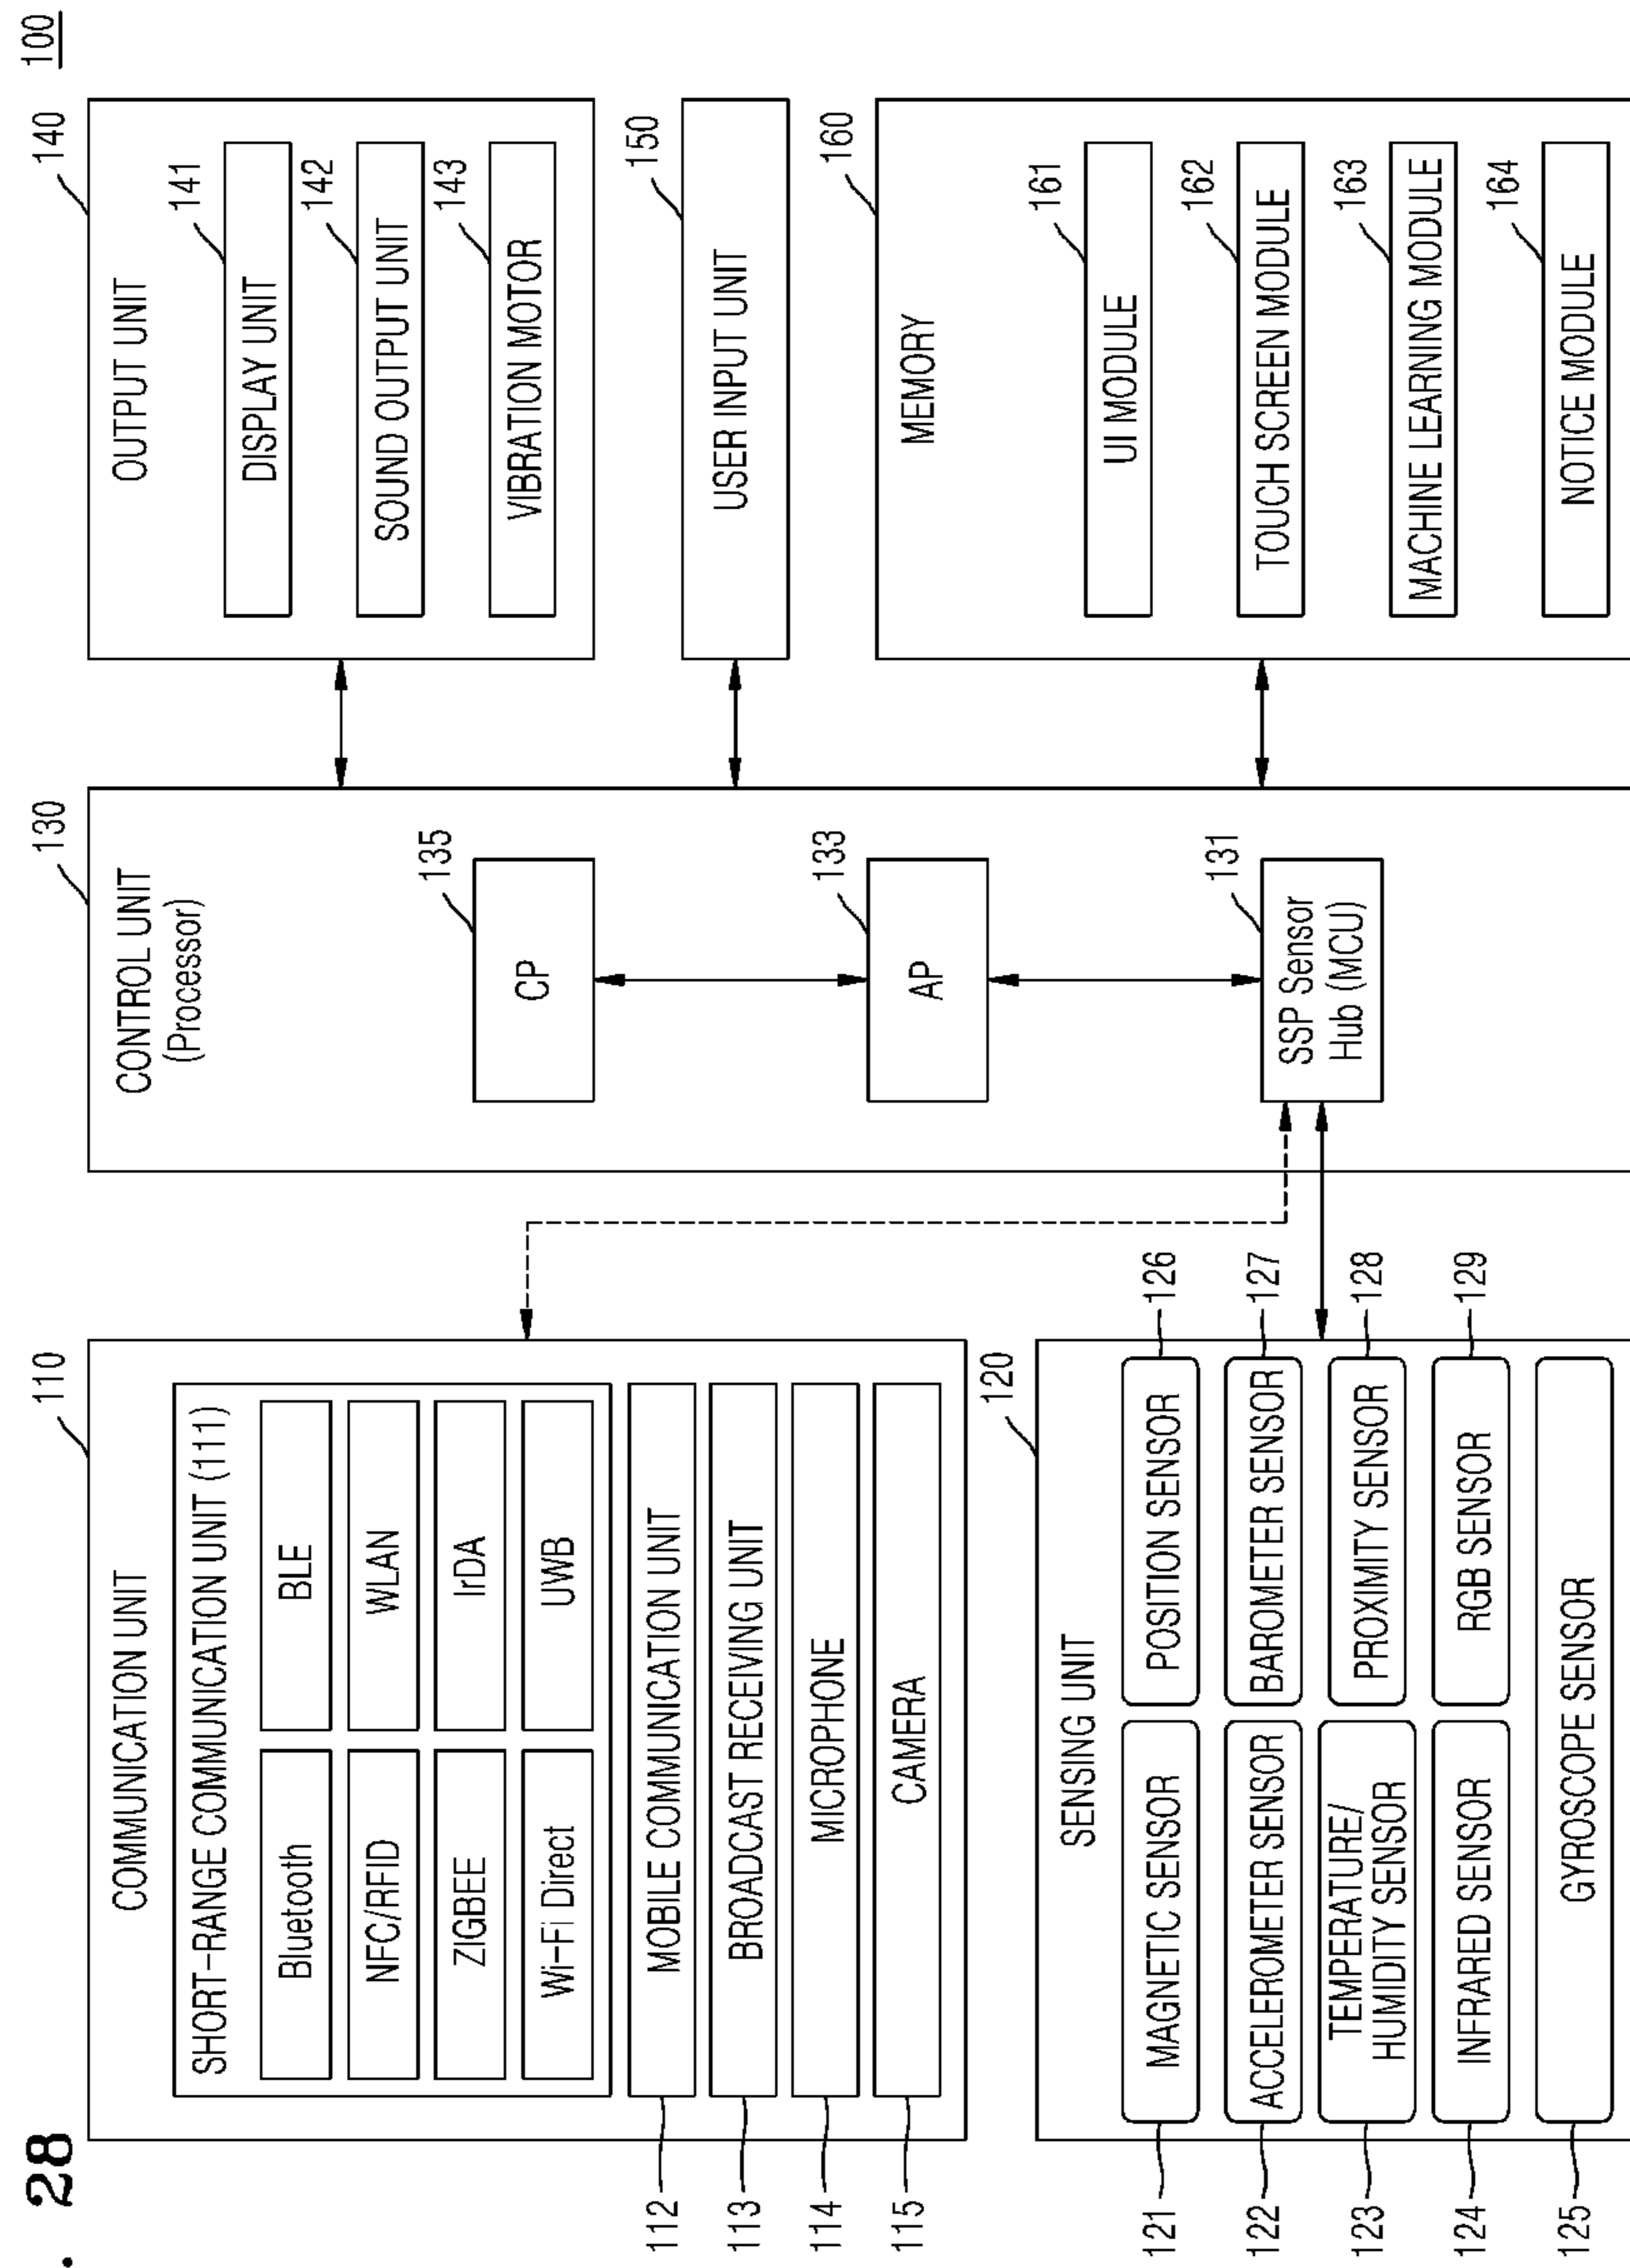 . 28
100
110
COMMUNICATION UNIT
SHORT-RANGE COMMUNICATION UNIT (111)
Bluetooth
BLE
NFC/RFID
WLAN
ZIGBEE
IrDA
Wi-Fi Direct
UWB
112
MOBILE COMMUNICATION UNIT
113
BROADCAST RECEIVING UNIT
114
MICROPHONE
115
CAMERA
120
SENSING UNIT
121
MAGNETIC SENSOR
POSITION SENSOR
126
122
ACCELEROMETER SENSOR
BAROMETER SENSOR
127
123
TEMPERATURE/
HUMIDITY SENSOR
PROXIMITY SENSOR
128
124
INFRARED SENSOR
RGB SENSOR
129
125
GYROSCOPE SENSOR
130
CONTROL UNIT
(Processor)
135
CP
133
AP
131
SSP Sensor
Hub (MCU)
140
OUTPUT UNIT
141
DISPLAY UNIT
142
SOUND OUTPUT UNIT
143
VIBRATION MOTOR
150
USER INPUT UNIT
160
MEMORY
161
UI MODULE
162
TOUCH SCREEN MODULE
163
MACHINE LEARNING MODULE
164
NOTICE MODULE